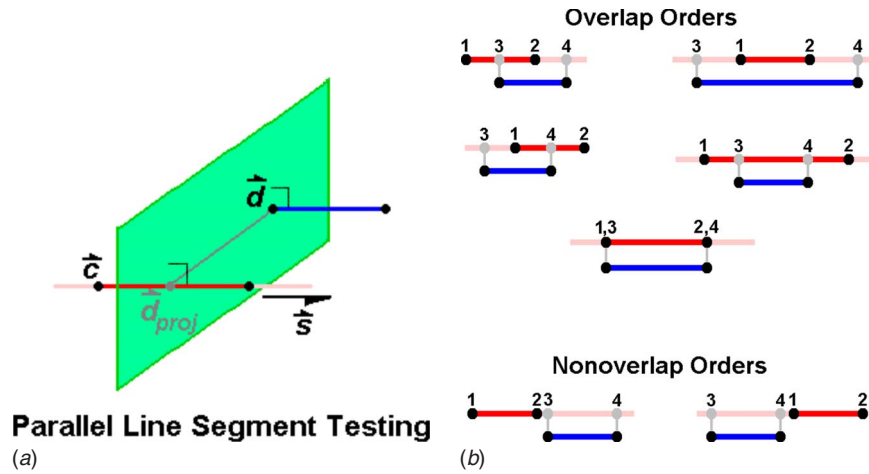 Overlap Orders
1 3 2 4
3 1 2 4
3 1 4 2
1 3 4 2
1,3 2,4
d
c
d proj
s
Nonoverlap Orders
1 2 3 4
3 4 1 2
Parallel Line Segment Testing
(a)
(b)